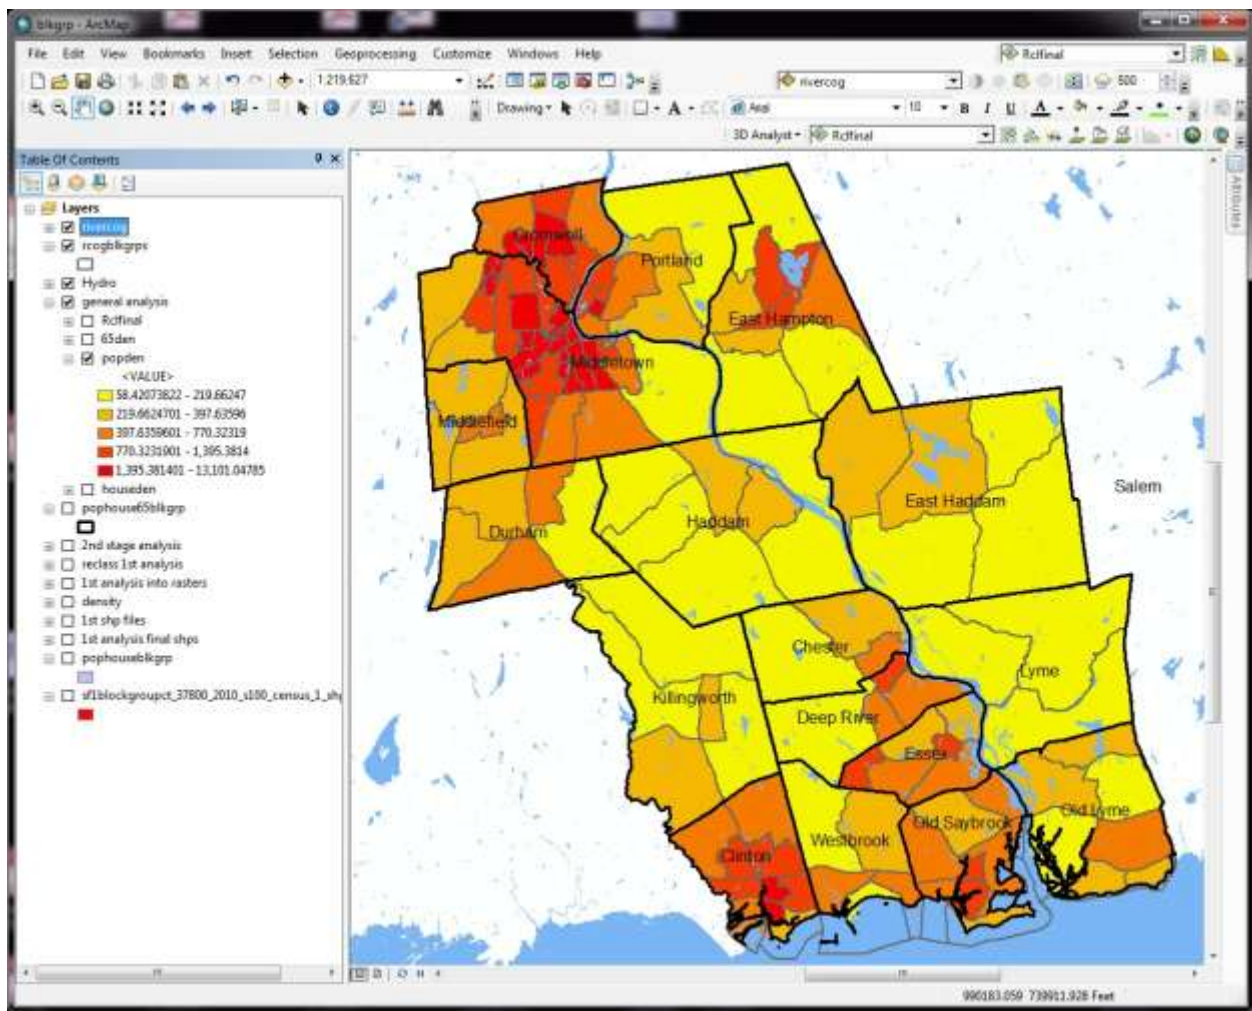 blkgrp - ArcMap
File Edit View Bookmarks Insert Selection Geoprocessing Customize Windows Help
Rclfinal
1:219,627
rivercog
500
Drawing
A
Arial
10
B I U A
3D Analyst
Rclfinal
Table Of Contents
Layers
rivercog
rcogblkgrps
Hydro
general analysis
Rclfinal
65den
popden
<VALUE>
58.42073822 - 219.66247
219.6624701 - 397.63596
397.6359601 - 770.32319
770.3231901 - 1,395.3814
1,395.381401 - 13,101.04785
houseden
pophouse65blkgrp
2nd stage analysis
reclass 1st analysis
1st analysis into rasters
density
1st shp files
1st analysis final shps
pophouseblkgrp
sf1blockgroupct_37800_2010_s100_census_1_shp
Cromwell
Portland
East Hampton
Middletown
Middlefield
Durham
Haddam
East Haddam
Salem
Chester
Lyme
Killingworth
Deep River
Essex
Old Lyme
Old Saybrook
Westbrook
Clinton
Attributes
990183.059 739911.928 Feet